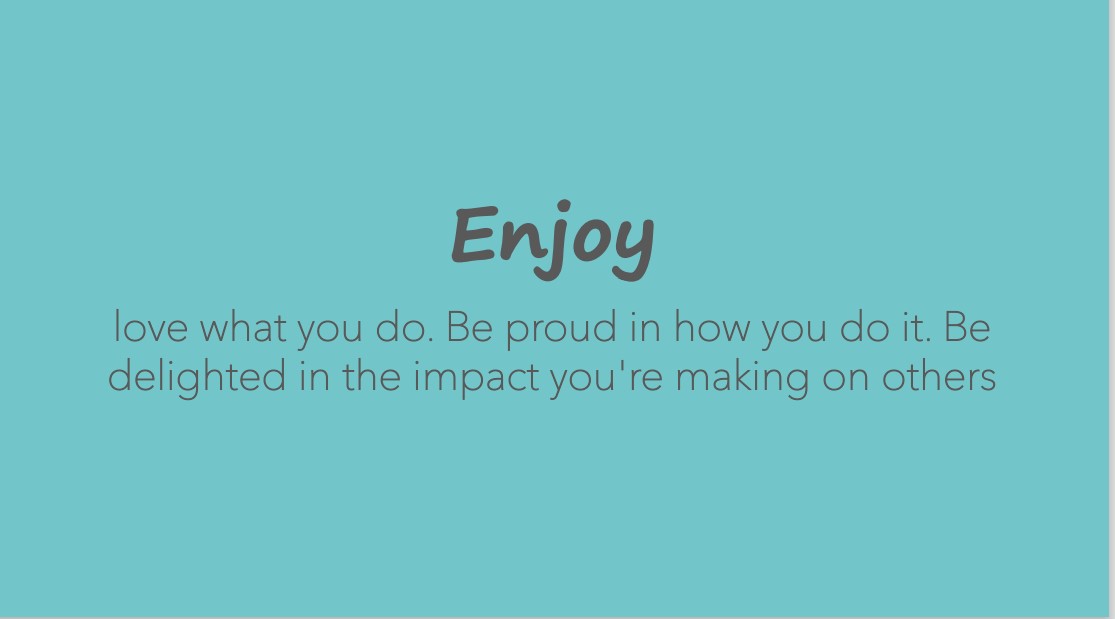 Enjoy
love what you do. Be proud in how you do it. Be
delighted in the impact you're making on others